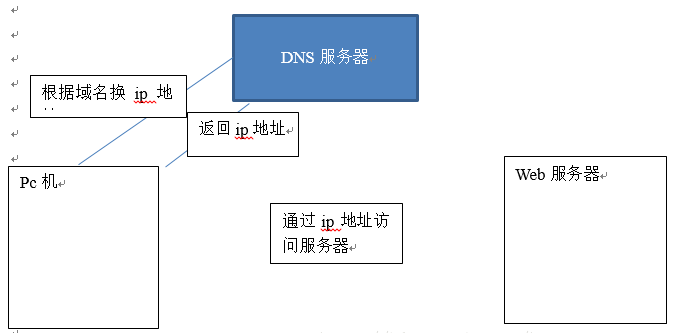 DNS 服务器
根据域名换 ip 地
返回 ip 地址
Pc 机
Web 服务器
通过 ip 地址访
问服务器